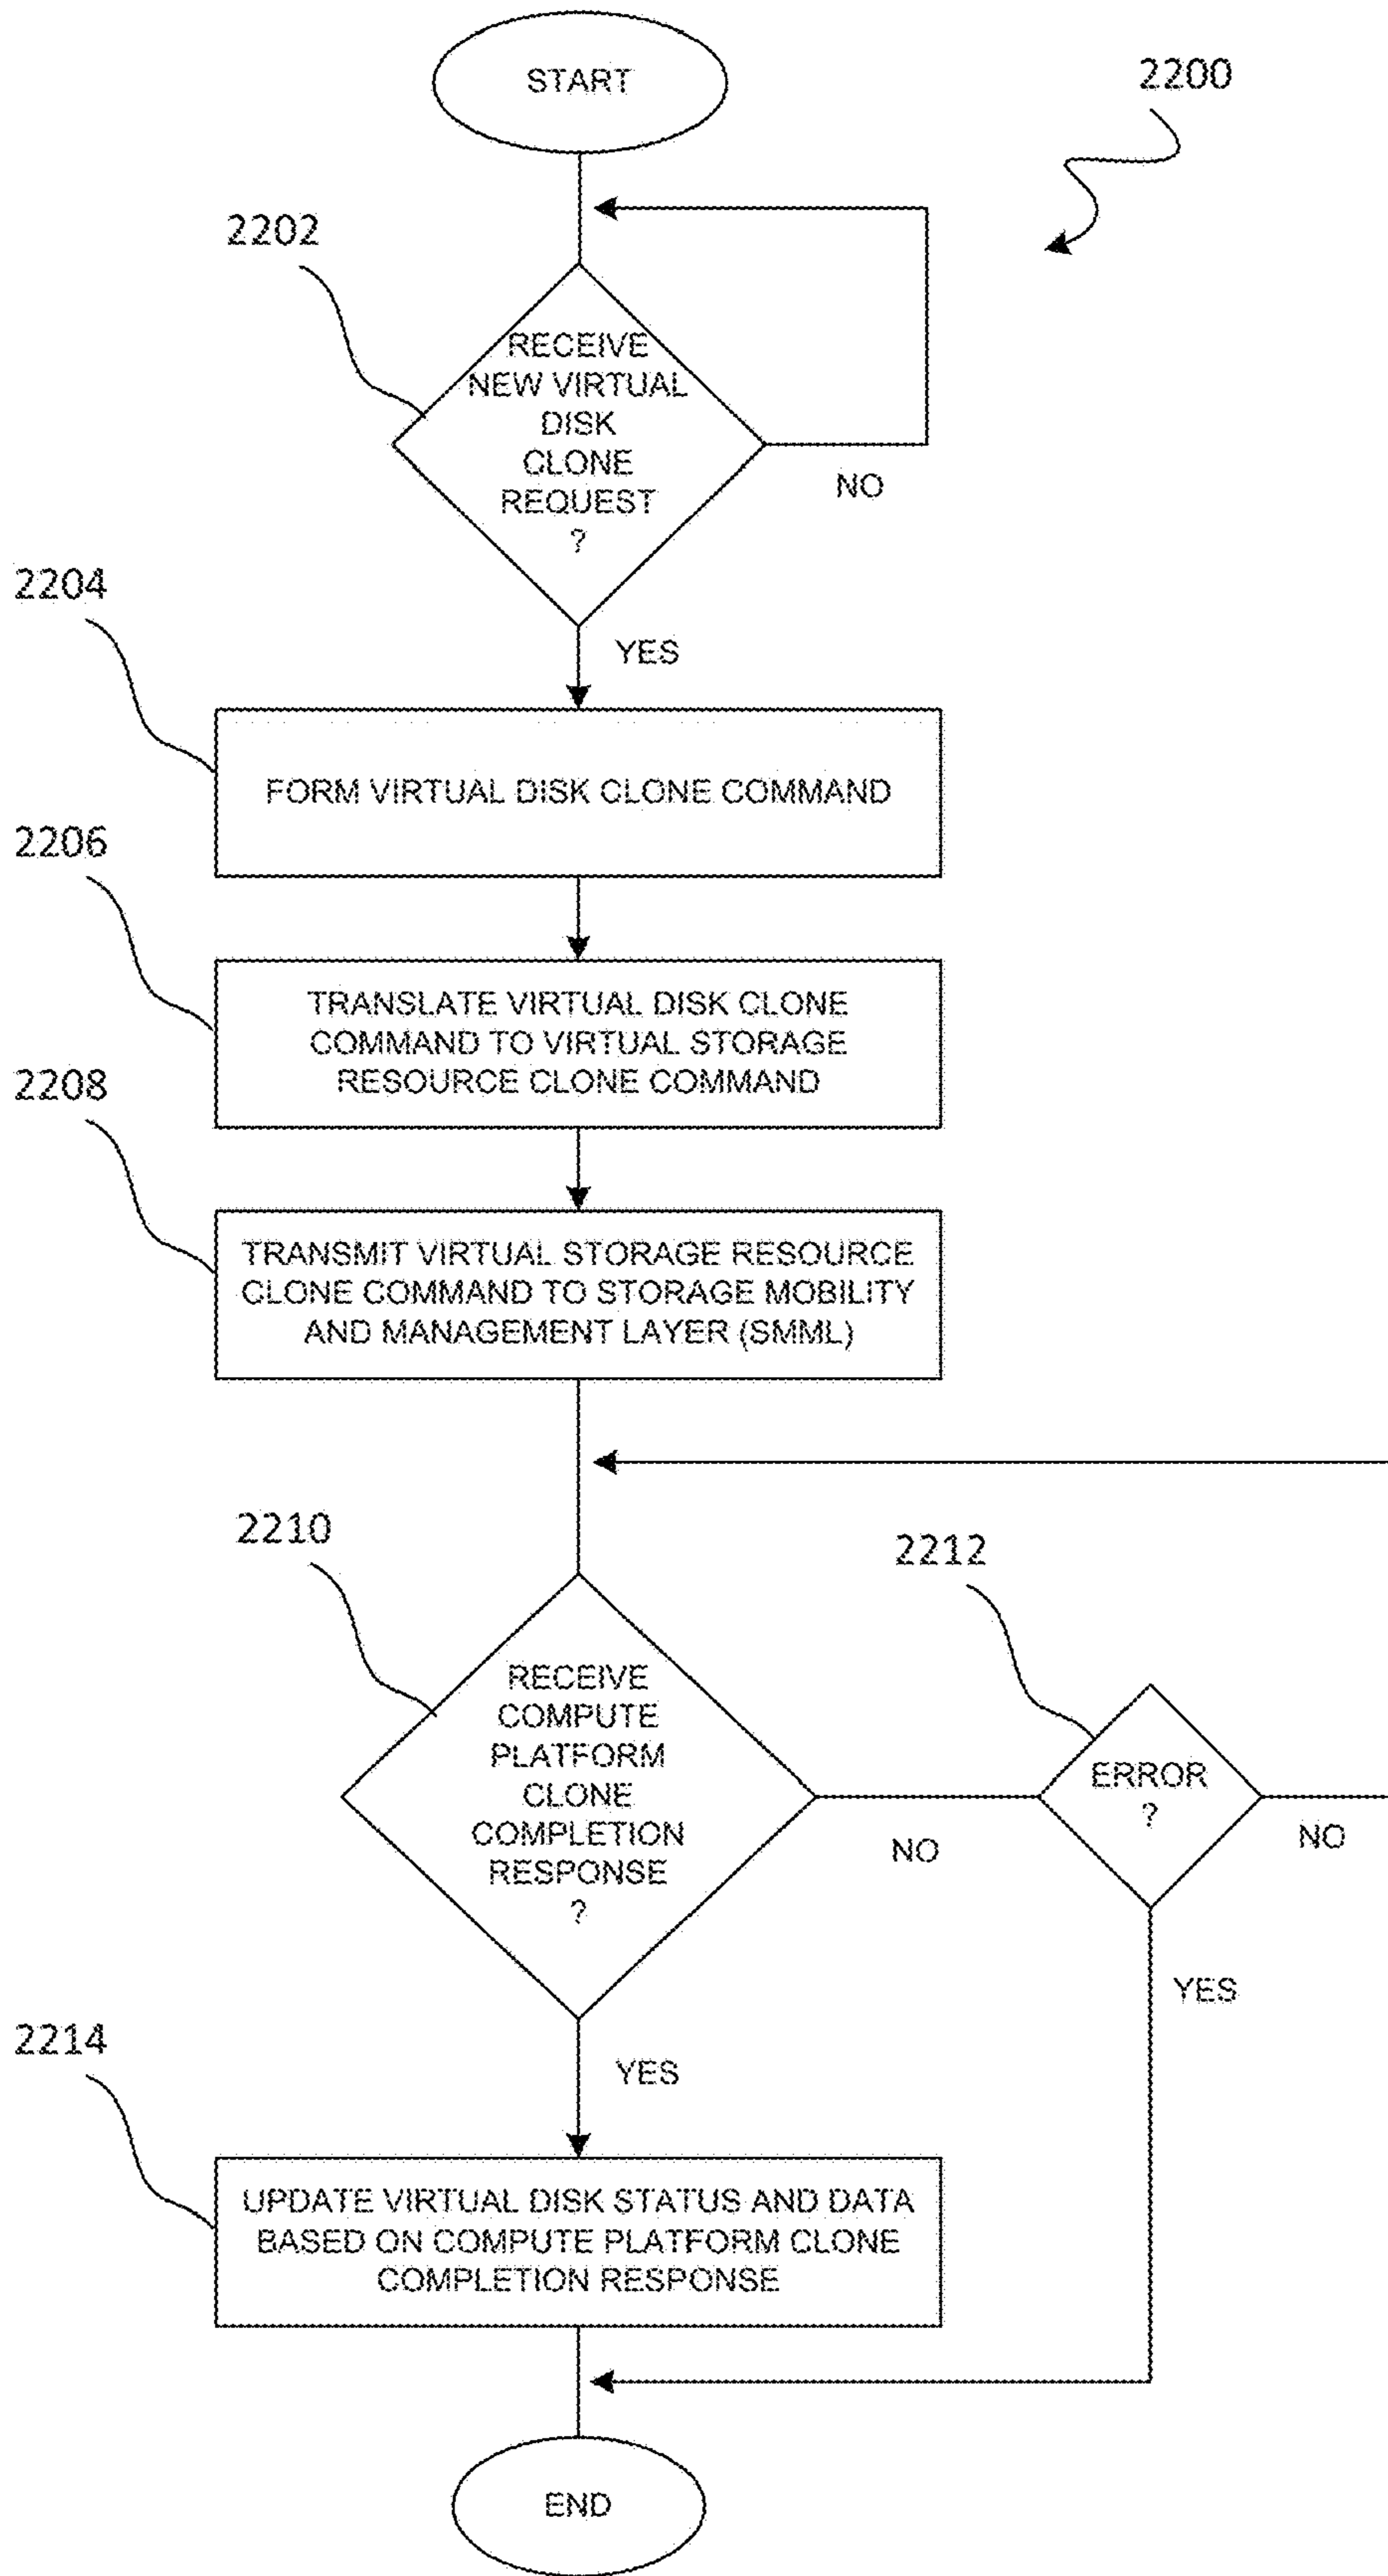 START
2200
2202
RECEIVE
NEW VIRTUAL
DISK
CLONE
REQUEST
?
NO
YES
2204
FORM VIRTUAL DISK CLONE COMMAND
2206
TRANSLATE VIRTUAL DISK CLONE
COMMAND TO VIRTUAL STORAGE
RESOURCE CLONE COMMAND
2208
TRANSMIT VIRTUAL STORAGE RESOURCE
CLONE COMMAND TO STORAGE MOBILITY
AND MANAGEMENT LAYER (SMML)
2210
RECEIVE
COMPUTE
PLATFORM
CLONE
COMPLETION
RESPONSE
?
NO
2212
ERROR
?
NO
YES
YES
2214
UPDATE VIRTUAL DISK STATUS AND DATA
BASED ON COMPUTE PLATFORM CLONE
COMPLETION RESPONSE
END